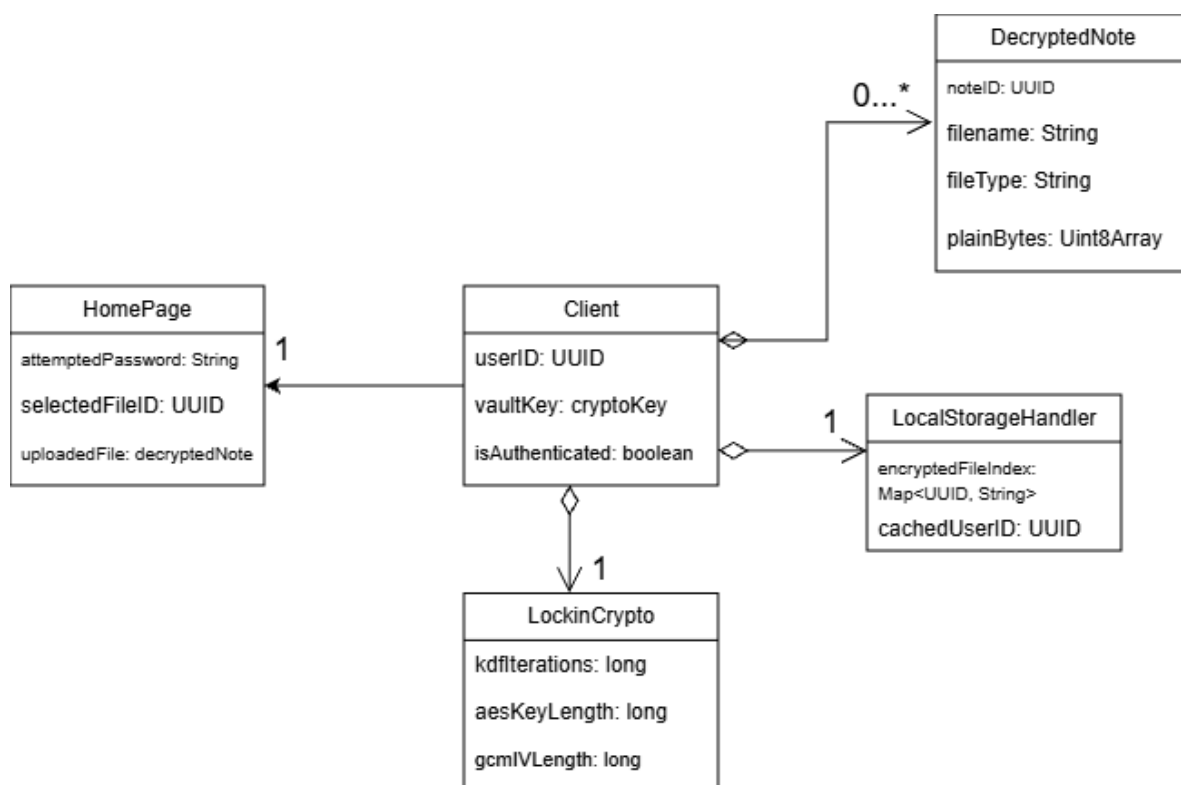 DecryptedNote
noteID: UUID
filename: String
fileType: String
plainBytes: Uint8Array
0...*
HomePage
attemptedPassword: String
selectedFileID: UUID
uploadedFile: decryptedNote
1
Client
userID: UUID
vaultKey: cryptoKey
isAuthenticated: boolean
1
LocalStorageHandler
encryptedFileIndex:
Map<UUID, String>
cachedUserID: UUID
1
LockinCrypto
kdfIterations: long
aesKeyLength: long
gcmIVLength: long